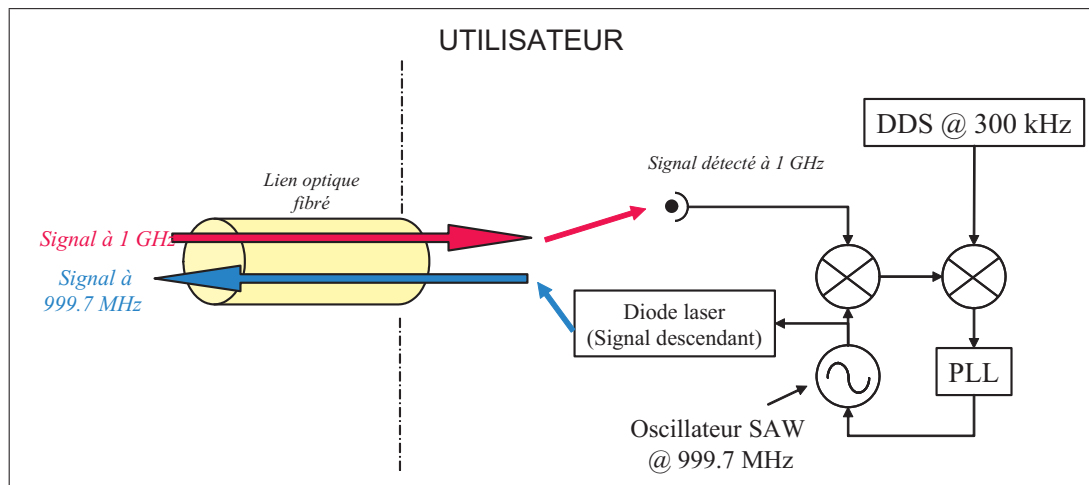 UTILISATEUR
DDS @ 300 kHz
Signal détecté à 1 GHz
Lien optique
fibré
Signal à 1 GHz
Signal à
999.7 MHz
Diode laser
(Signal descendant)
PLL
Oscillateur SAW
@ 999.7 MHz